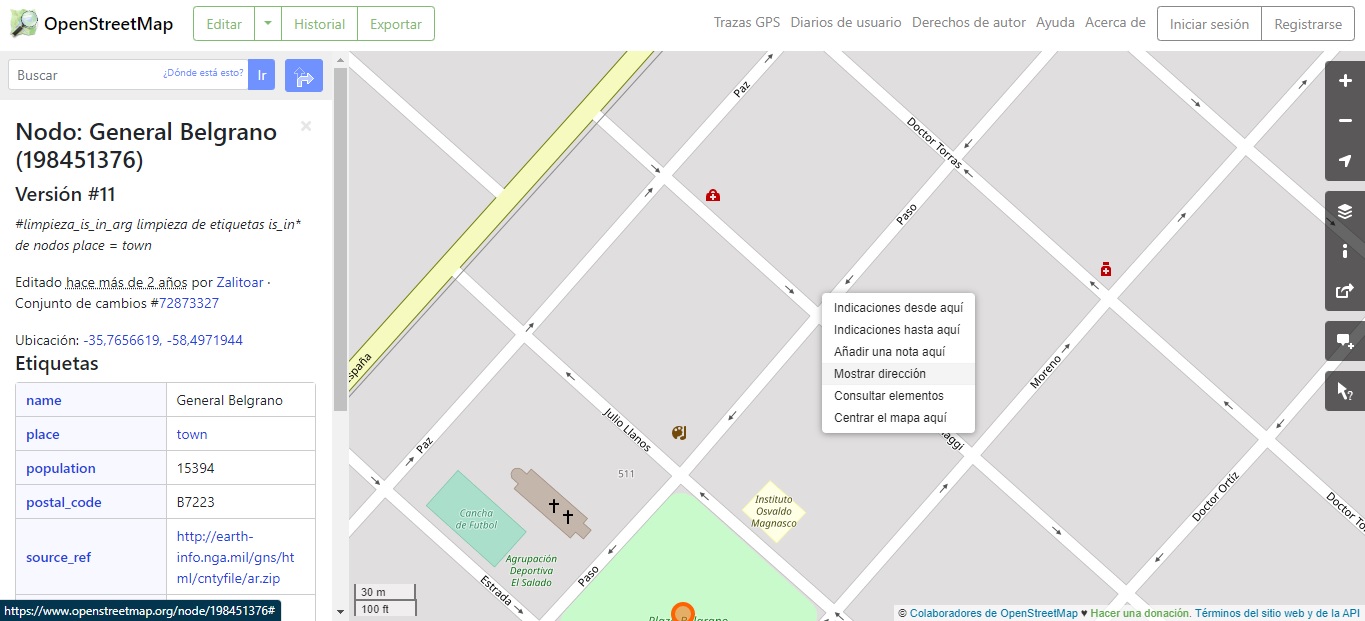 OpenStreetMap
Editar
Historial
Exportar
Trazas GPS
Diarios de usuario
Derechos de autor
Ayuda
Acerca de
Iniciar sesión
Registrarse
Buscar
¿Dónde está esto?
Ir
Nodo: General Belgrano
(198451376)
Versión #11
#limpieza_is_in_arg limpieza de etiquetas is_in*
de nodos place = town
Editado hace más de 2 años por Zalitoar ·
Conjunto de cambios #72873327
Ubicación: -35,7656619, -58,4971944
Etiquetas
name General Belgrano
place town
population 15394
postal_code B7223
source_ref
http://earth-
info.nga.mil/gns/ht
ml/cntyfile/ar.zip
https://www.openstreetmap.org/node/198451376#
Paz
Doctor Torras
Paso
Indicaciones desde aquí
Indicaciones hasta aquí
Añadir una nota aquí
Mostrar dirección
Consultar elementos
Centrar el mapa aquí
España
Moreno
Julio Llanos
aggi
Paz
511
Doctor Ortiz
Doctor To
Cancha
de Futbol
Instituto
Osvaldo
Magnasco
Agrupación
Deportiva
El Salado
Estrada
Paso
Plaza Belgrano
30 m
100 ft
© Colaboradores de OpenStreetMap ♥ Hacer una donación. Términos del sitio web y de la API